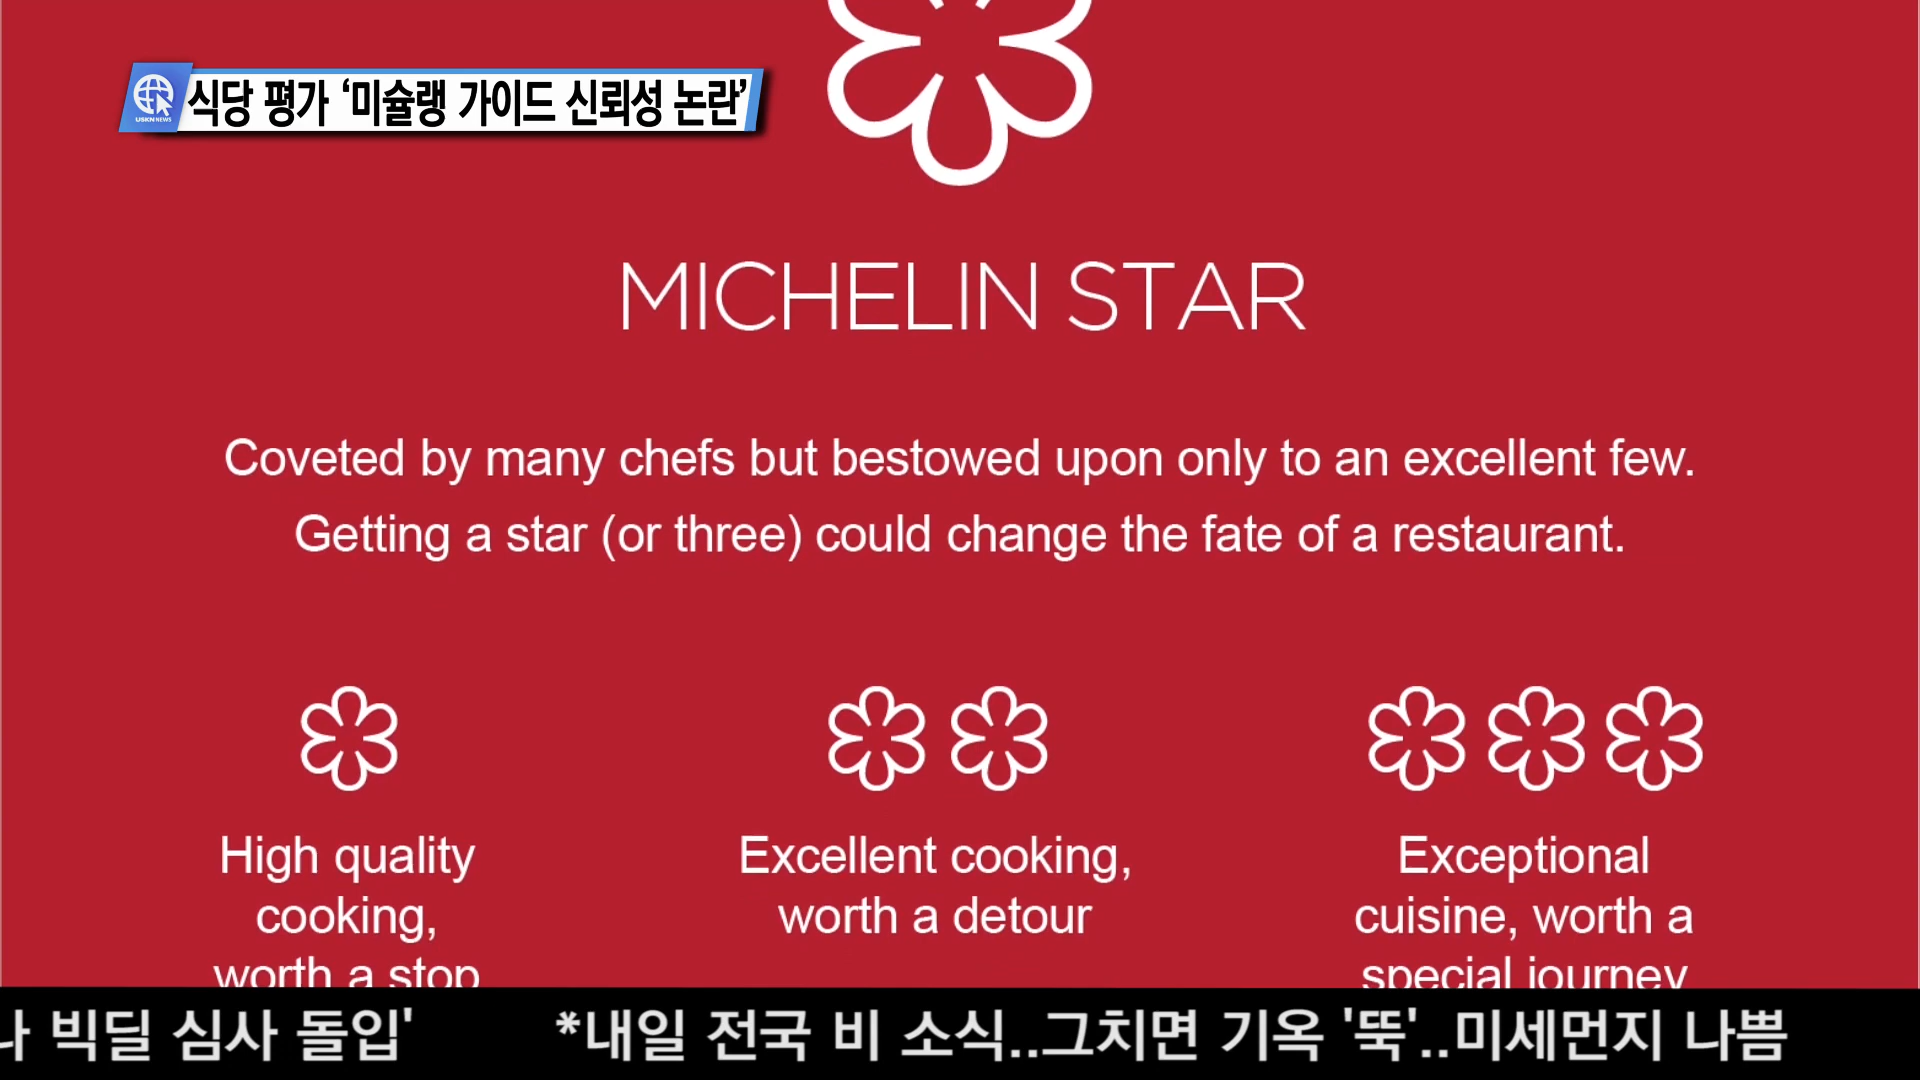 식당 평가 ‘미슐랭 가이드 신뢰성 논란’
USKN NEWS
MICHELIN STAR
Coveted by many chefs but bestowed upon only to an excellent few.
Getting a star (or three) could change the fate of a restaurant.
High quality
cooking,
worth a stop
Excellent cooking,
worth a detour
Exceptional
cuisine, worth a
special journey
빅딜 심사 돌입' *내일 전국 비 소식..그치면 기옥 '뚝'..미세먼지 나쁨